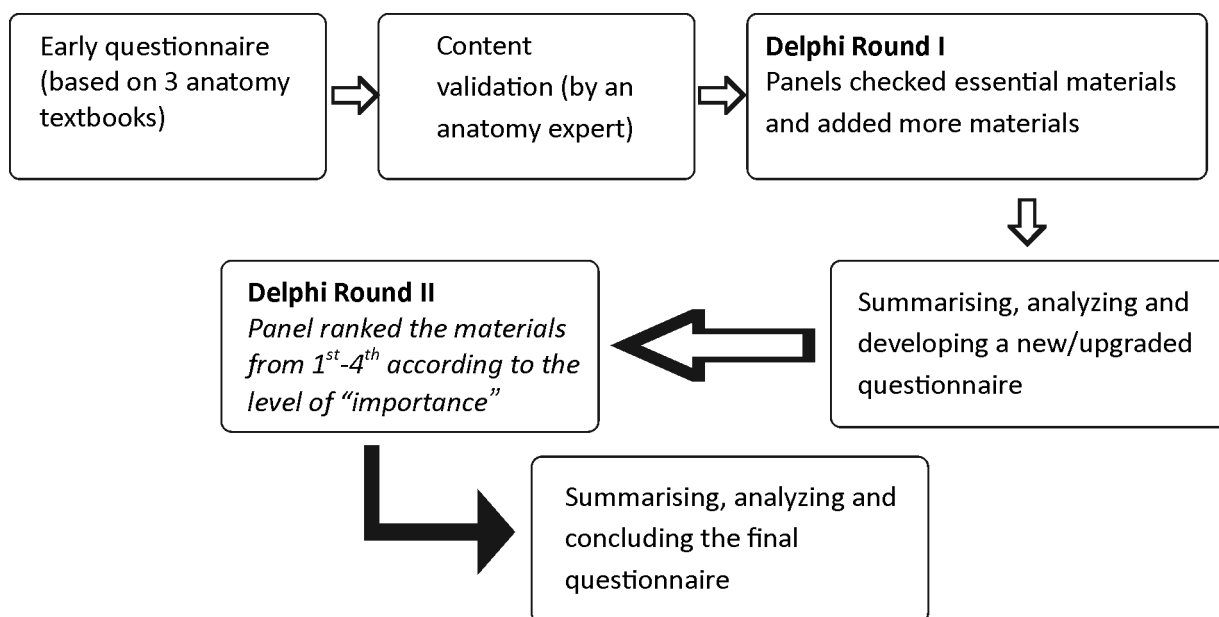 Early questionnaire
(based on 3 anatomy
textbooks)
Content
validation (by an
anatomy expert)
Delphi Round I
Panels checked essential materials
and added more materials
Summarising, analyzing and
developing a new/upgraded
questionnaire
Delphi Round II
Panel ranked the materials
from 1st-4th according to the
level of “importance”
Summarising, analyzing and
concluding the final
questionnaire